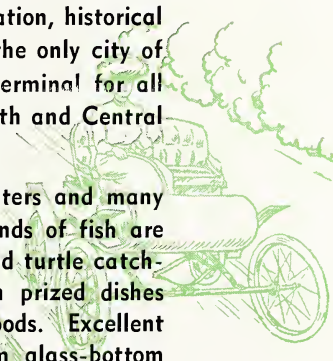 ation, historical
the only city of
erminal for all
th and Central
ters and many
nds of fish are
d turtle catch-
n prized dishes
ods. Excellent
m glass-bottom